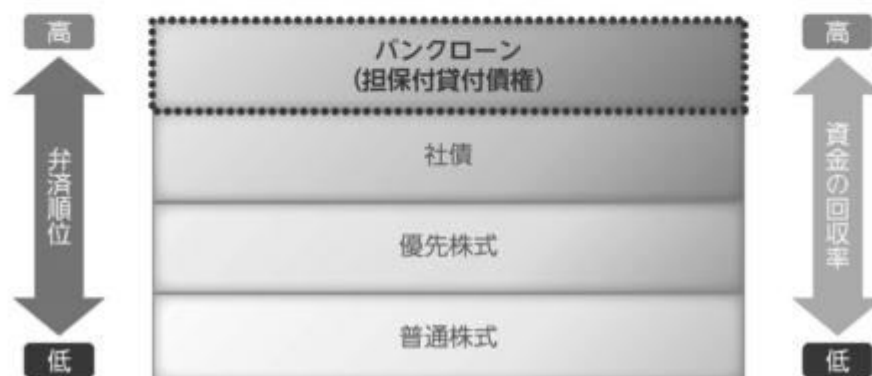 高
弁済順位
低
バンクローン
(担保付貸付債権)
社債
優先株式
普通株式
高
資金の回収率
低